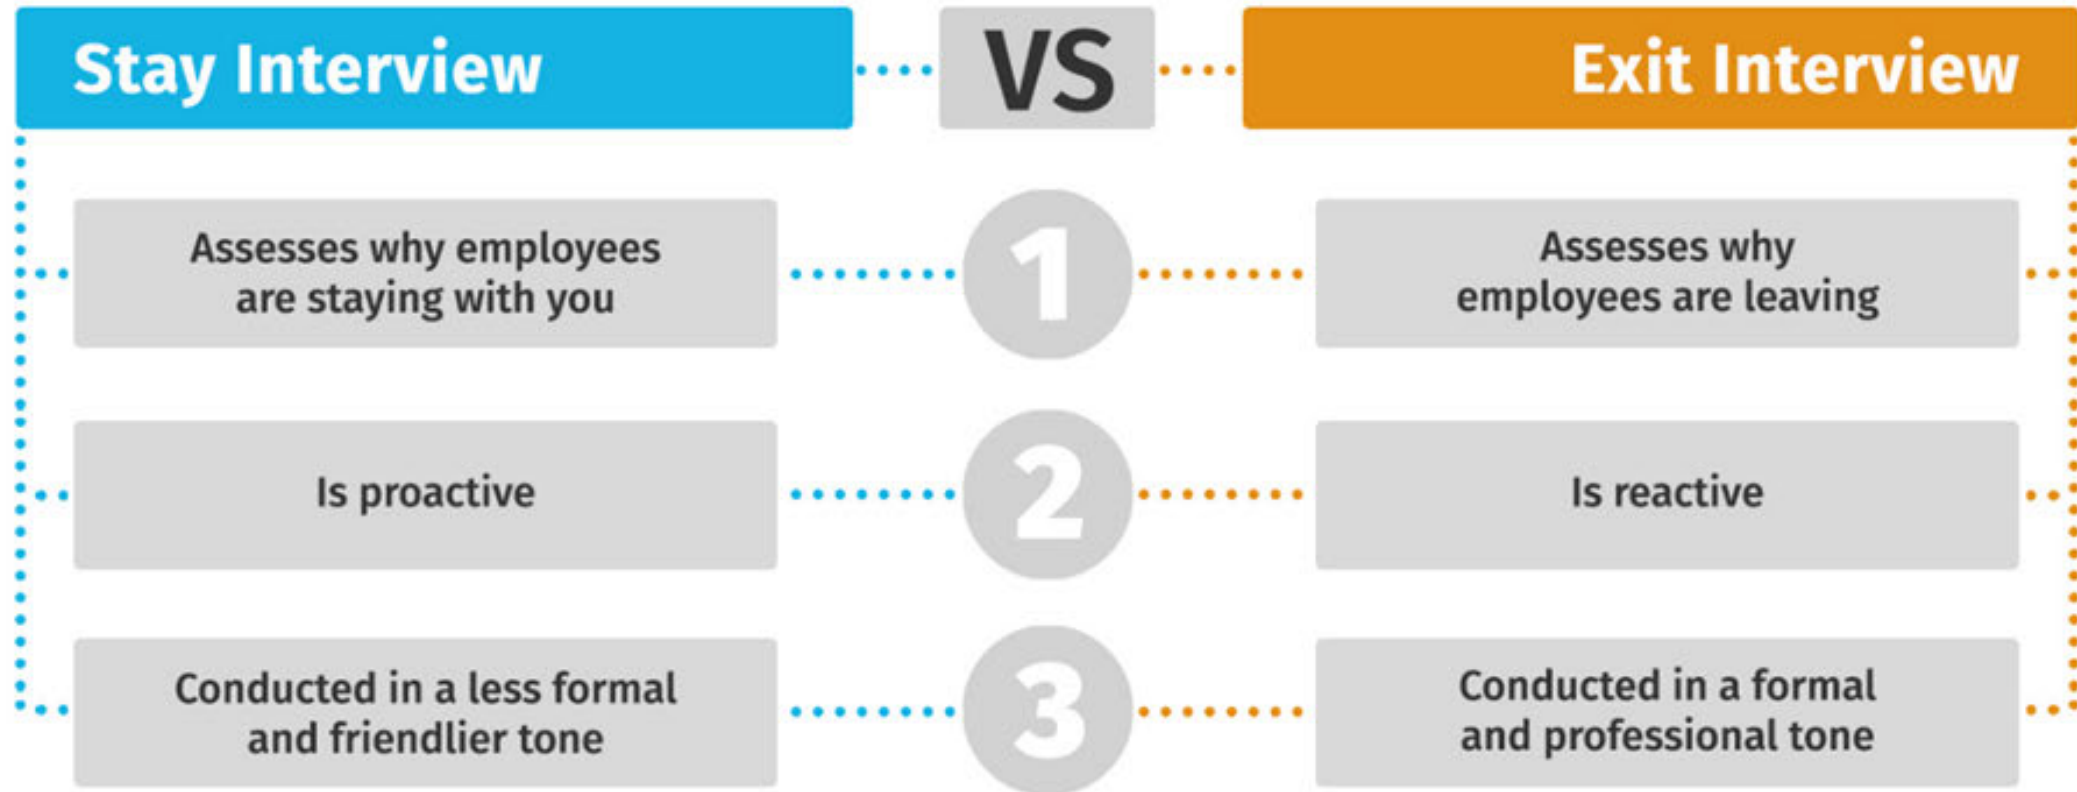 Stay Interview
VS
Exit Interview
Assesses why employees
are staying with you
1
Assesses why
employees are leaving
Is proactive
2
Is reactive
Conducted in a less formal
and friendlier tone
3
Conducted in a formal
and professional tone